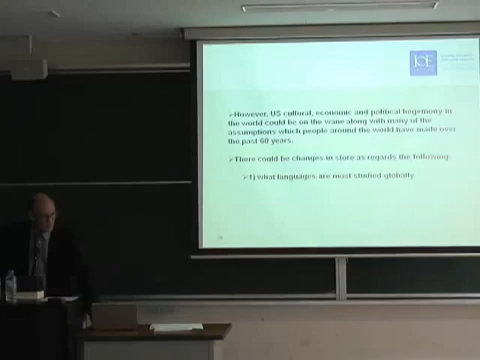 IOE
➢However, US cultural, economic and political hegemony in
the world could be on the wane along with many of the
assumptions which people around the world have made over
the past 60 years.
➢There could be changes in store as regards the following:
➢1) what languages are most studied globally